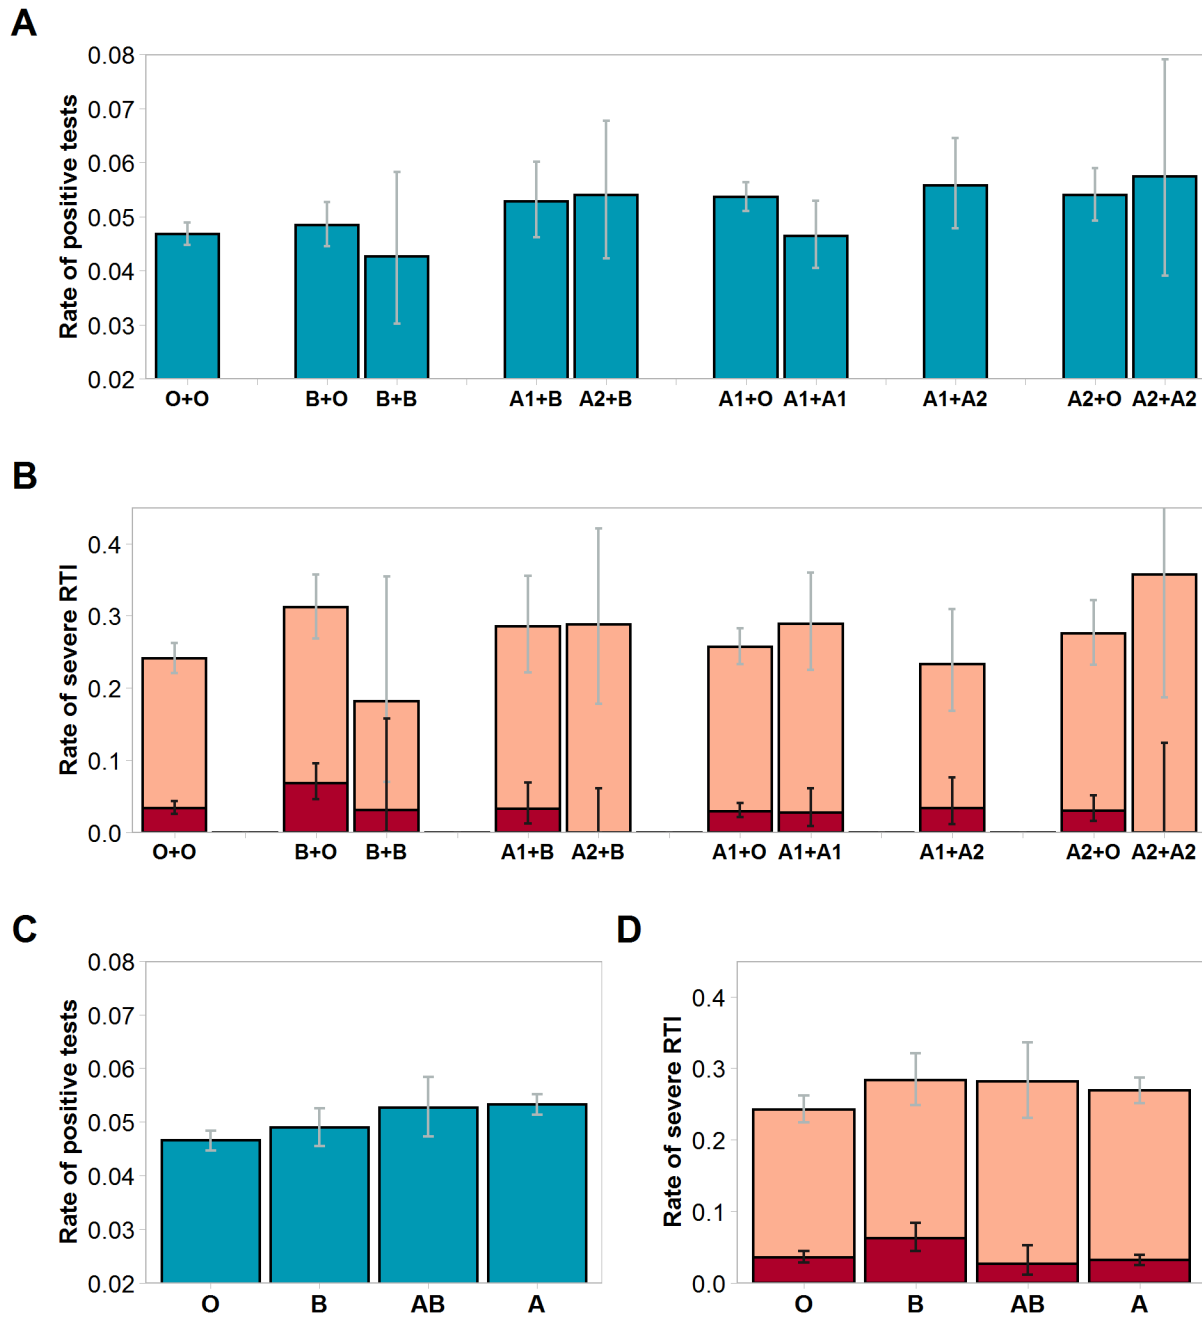 A
Rate of positive tests
0.08
0.07
0.06
0.05
0.04
0.03
0.02
O+O B+O B+B A1+B A2+B A1+O A1+A1 A1+A2 A2+O A2+A2
B
Rate of severe RTI
0.4
0.3
0.2
0.1
0.0
O+O B+O B+B A1+B A2+B A1+O A1+A1 A1+A2 A2+O A2+A2
C
Rate of positive tests
0.08
0.07
0.06
0.05
0.04
0.03
0.02
O B AB A
D
Rate of severe RTI
0.4
0.3
0.2
0.1
0.0
O B AB A